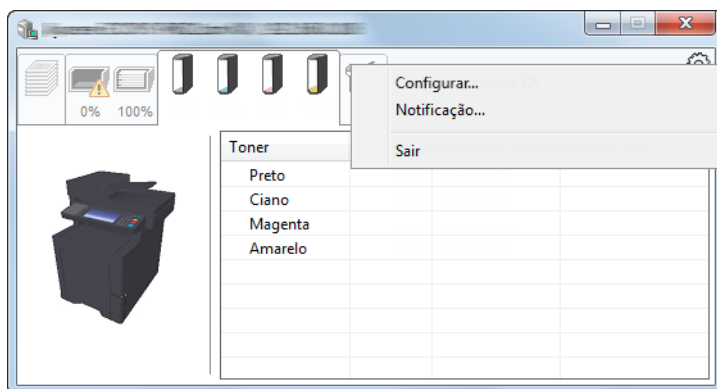 0% 100%
Configurar...
Notificação...
Sair
Toner
Preto
Ciano
Magenta
Amarelo